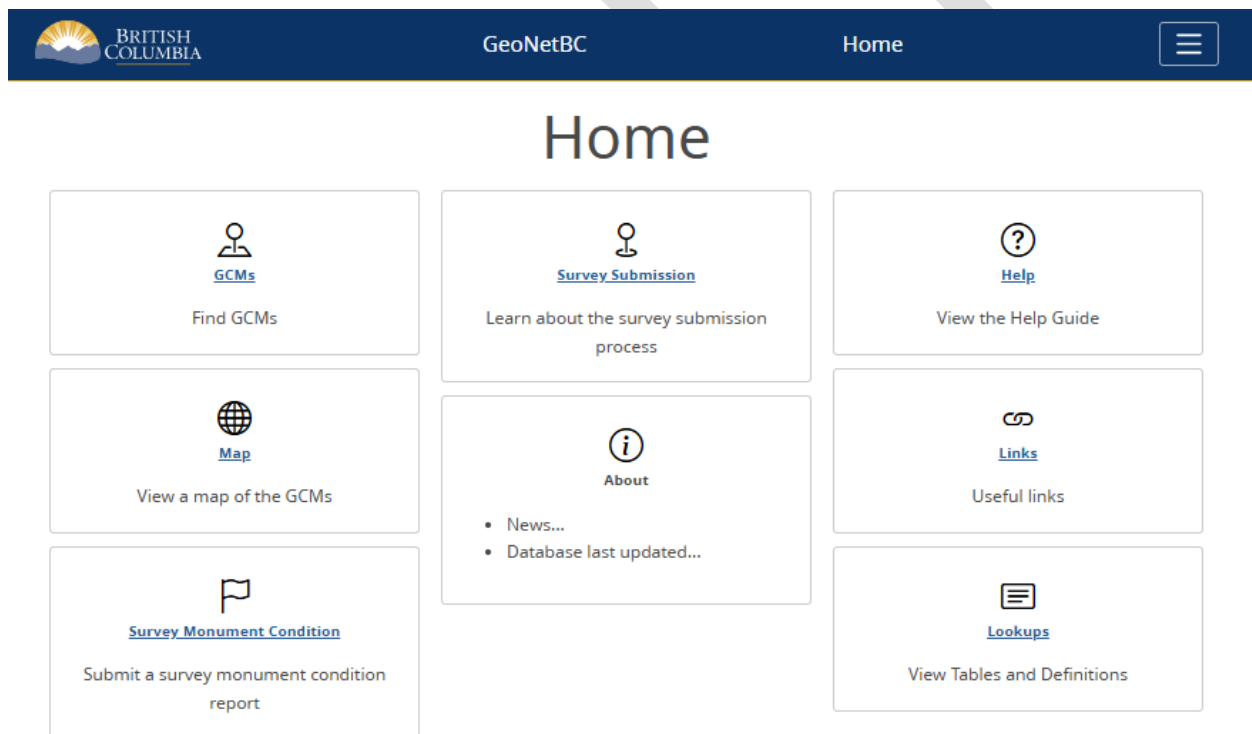 BRITISH
COLUMBIA
GeoNetBC
Home
Home
GCMs
Find GCMs
Map
View a map of the GCMs
Survey Monument Condition
Submit a survey monument condition
report
Survey Submission
Learn about the survey submission
process
About
• News...
• Database last updated...
Help
View the Help Guide
Links
Useful links
Lookups
View Tables and Definitions